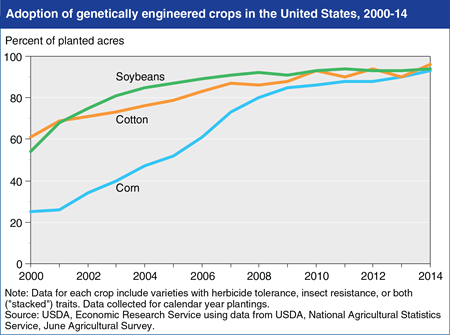 Adoption of genetically engineered crops in the United States, 2000-14
Percent of planted acres
100
80
60
40
20
0
Soybeans
Cotton
Corn
2000 2002 2004 2006 2008 2010 2012 2014
Note: Data for each crop include varieties with herbicide tolerance, insect resistance, or both
("stacked") traits. Data collected for calendar year plantings.
Source: USDA, Economic Research Service using data from USDA, National Agricultural Statistics
Service, June Agricultural Survey.